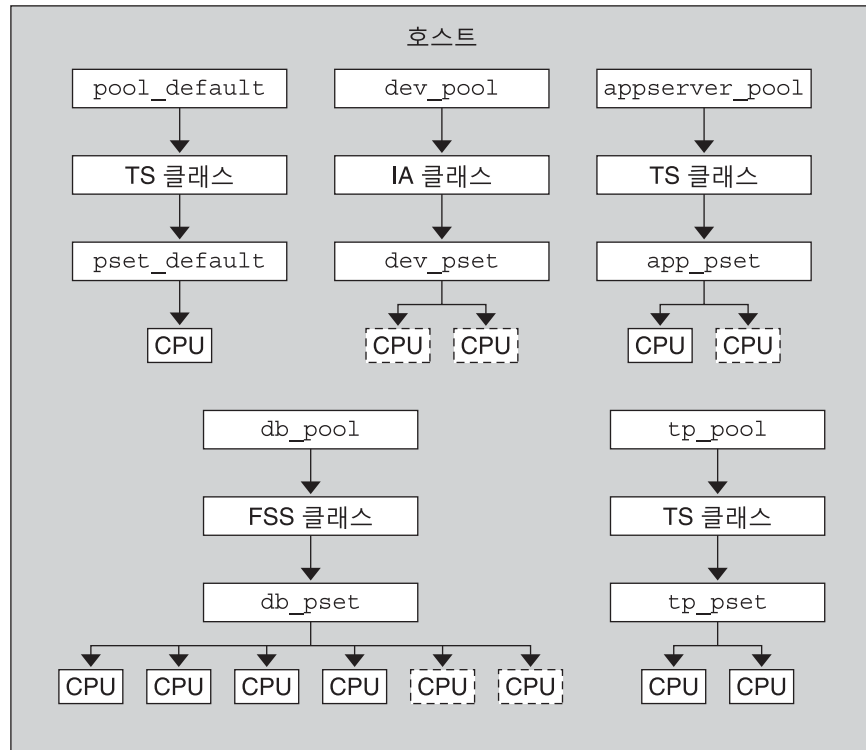 호스트
pool_default
dev_pool
appserver_pool
TS 클래스
IA 클래스
TS 클래스
pset_default
dev_pset
app_pset
CPU
CPU
CPU
CPU
CPU
db_pool
tp_pool
FSS 클래스
TS 클래스
db_pset
tp_pset
CPU
CPU
CPU
CPU
CPU
CPU
CPU
CPU